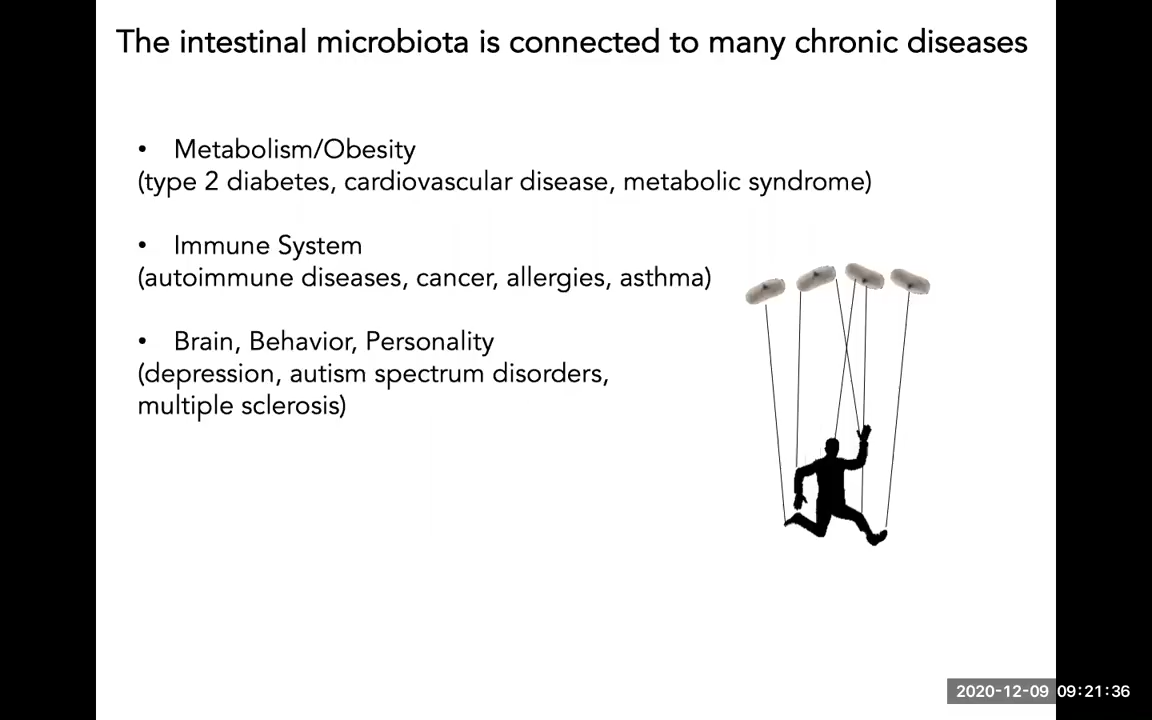 The intestinal microbiota is connected to many chronic diseases
• Metabolism/Obesity
(type 2 diabetes, cardiovascular disease, metabolic syndrome)
• Immune System
(autoimmune diseases, cancer, allergies, asthma)
• Brain, Behavior, Personality
(depression, autism spectrum disorders,
multiple sclerosis)
2020-12-09 09:21:36